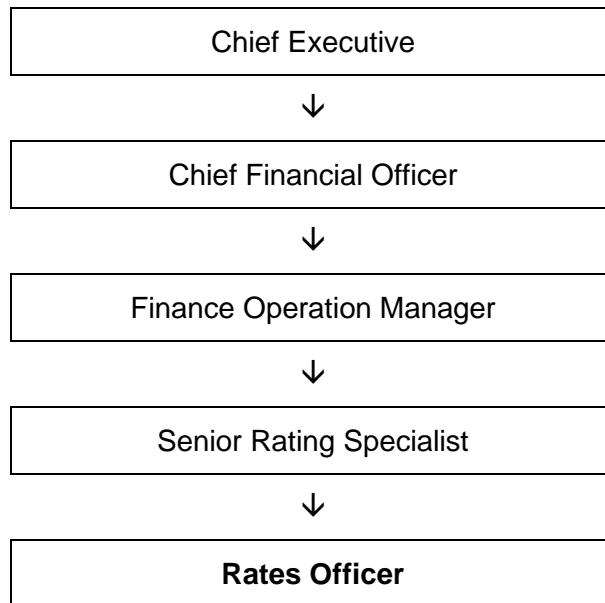 Chief Executive
↓
Chief Financial Officer
↓
Finance Operation Manager
↓
Senior Rating Specialist
↓
Rates Officer